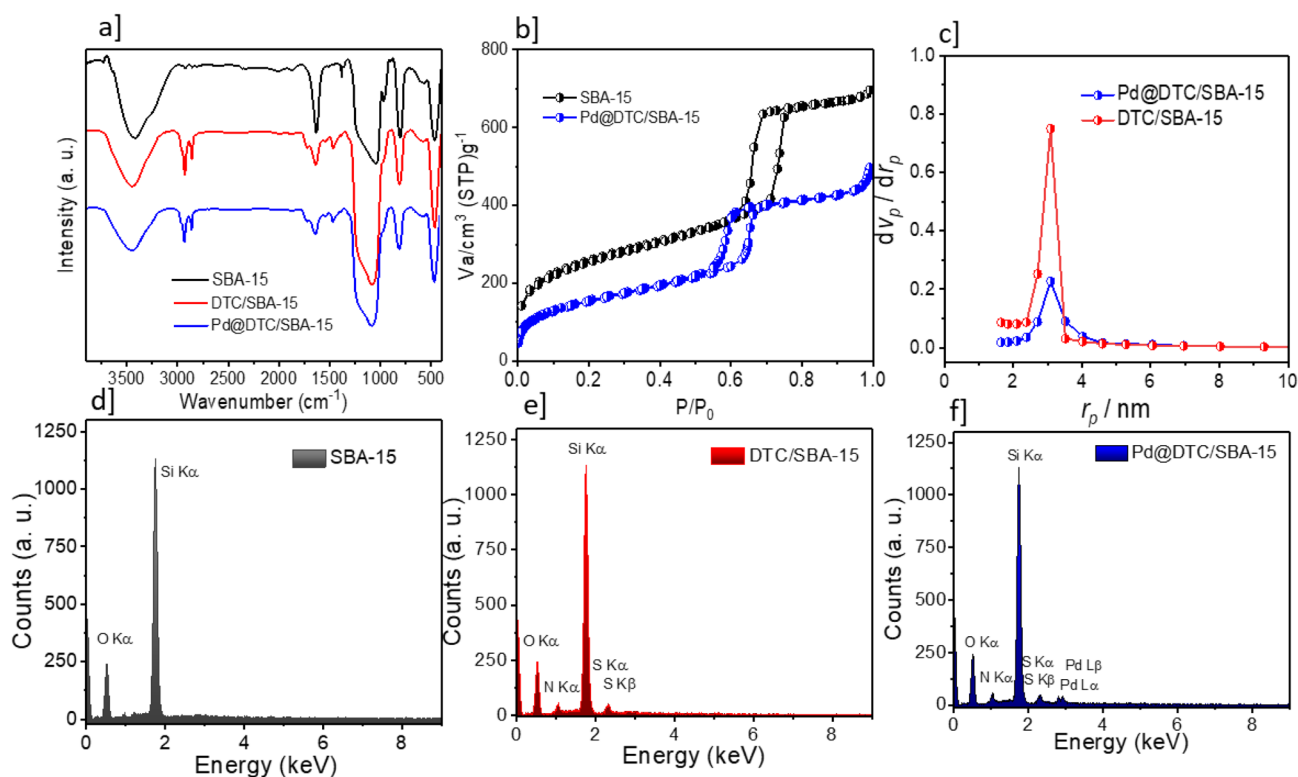 a]
Intensity (a. u.)
SBA-15
DTC/SBA-15
Pd@DTC/SBA-15
3500 3000 2500 2000 1500 1000 500
Wavenumber (cm-1)
b]
Va/cm3 (STP)g-1
800
600
400
200
0
SBA-15
Pd@DTC/SBA-15
0.0 0.2 0.4 0.6 0.8 1.0
P/P0
c]
dvp / drp
1.0
0.8
0.6
0.4
0.2
0.0
Pd@DTC/SBA-15
DTC/SBA-15
2 4 6 8 10
rp / nm
d]
Counts (a. u.)
1250
1000
750
500
250
0
SBA-15
Si Kα
O Kα
0 2 4 6 8
Energy (keV)
e]
Counts (a. u.)
1250
1000
750
500
250
0
DTC/SBA-15
Si Kα
O Kα
N Kα
S Kα
S Kβ
0 2 4 6 8
Energy (keV)
f]
Counts (a. u.)
1250
1000
750
500
250
0
Pd@DTC/SBA-15
Si Kα
O Kα
N Kα
S Kα
S Kβ
Pd Lβ
Pd Lα
0 2 4 6 8
Energy (keV)